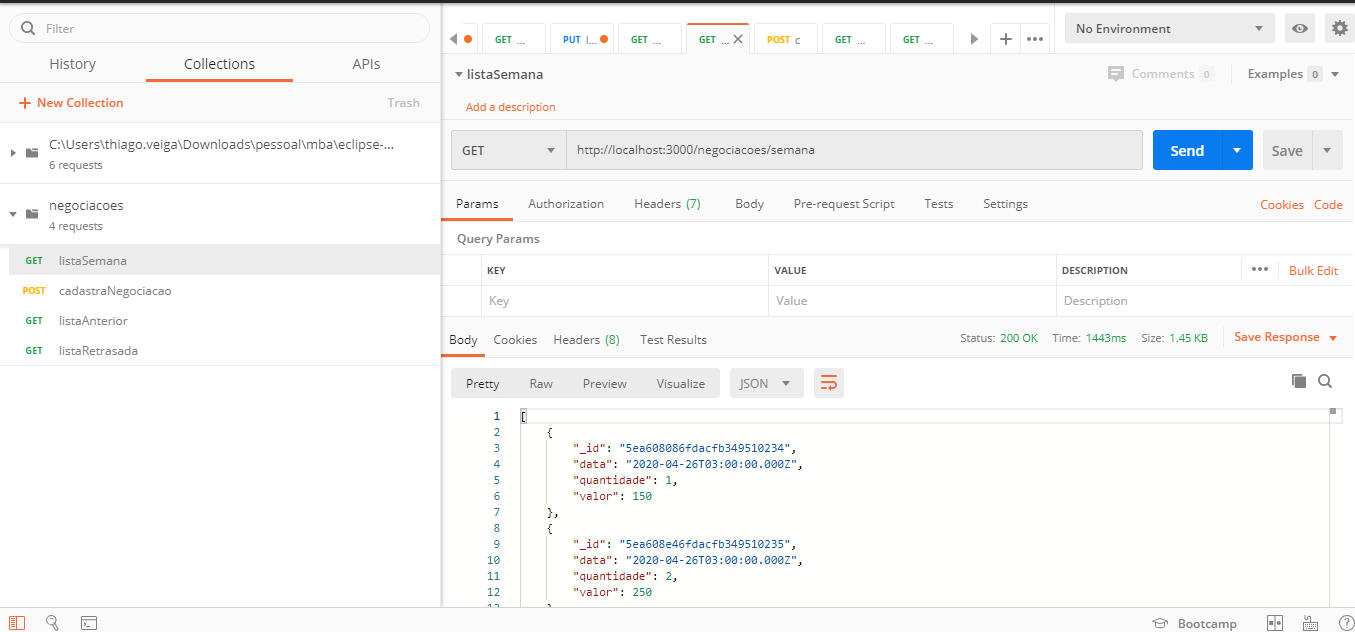 Filter
History Collections APIs
+ New Collection Trash
C:\Users\thiago.veiga\Downloads\pessoal\mba\eclipse-...
6 requests
negociacoes
4 requests
GET listaSemana
POST cadastraNegociacao
GET listaAnterior
GET listaRetrasada
GET ... PUT l... GET ... GET ... POST c GET ... GET ...
No Environment
listaSemana
Comments 0 Examples 0
Add a description
GET http://localhost:3000/negociacoes/semana Send Save
Params Authorization Headers (7) Body Pre-request Script Tests Settings Cookies Code
Query Params
KEY VALUE DESCRIPTION ... Bulk Edit
Key Value Description
Body Cookies Headers (8) Test Results Status: 200 OK Time: 1443ms Size: 1.45 KB Save Response
Pretty Raw Preview Visualize JSON
1 [
2 {
3 "_id": "5ea608086fdacfb349510234",
4 "data": "2020-04-26T03:00:00.000Z",
5 "quantidade": 1,
6 "valor": 150
7 },
8 {
9 "_id": "5ea608e46fdacfb349510235",
10 "data": "2020-04-26T03:00:00.000Z",
11 "quantidade": 2,
12 "valor": 250
Bootcamp